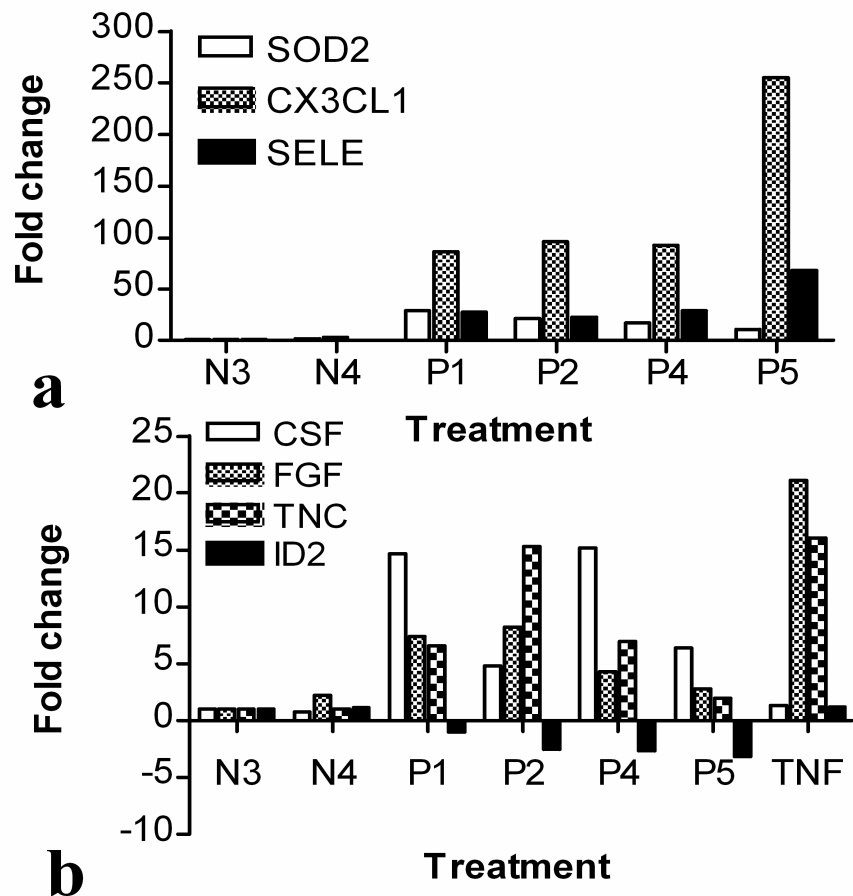 300
250
200
150
100
50
0
Fold change
SOD2
CX3CL1
SELE
N3 N4 P1 P2 P4 P5
a
Treatment
25
20
15
10
5
0
-5
-10
Fold change
CSF
FGF
TNC
ID2
N3 N4 P1 P2 P4 P5 TNF
b
Treatment